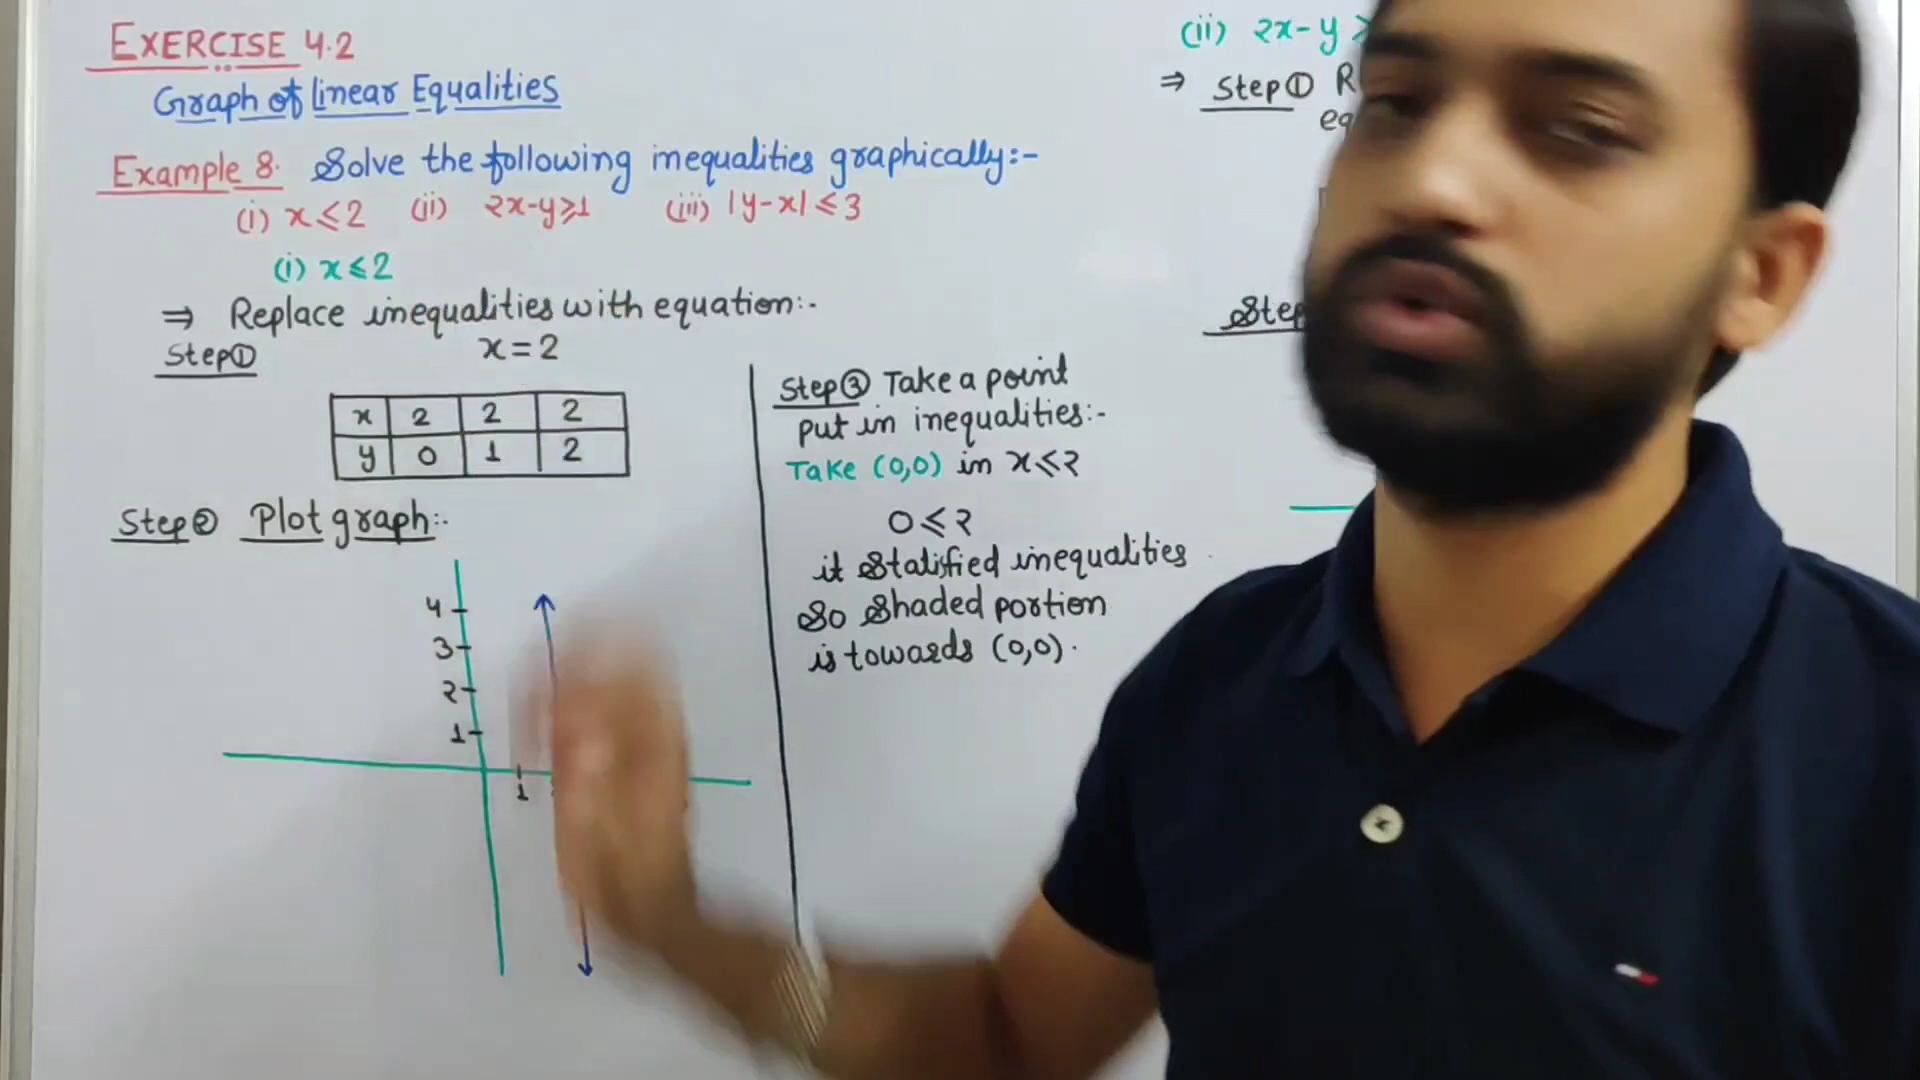 EXERCISE 4.2
Graph of linear Equalities
Example 8. Solve the following inequalities graphically:-
(i) x ≤ 2 (ii) 2x-y ≥ 1 (iii) |y-x| ≤ 3
(i) x ≤ 2
⇒ Replace inequalities with equation:-
Step①
x = 2
x 2 2 2
y 0 1 2
Step② Plot graph:-
4
3
2
1
1
Step③ Take a point
put in inequalities:-
Take (0,0) in x ≤ 2
0 ≤ 2
it Statisfied inequalities
So Shaded portion
is towards (0,0).
(ii) 2x-y
⇒ Step①